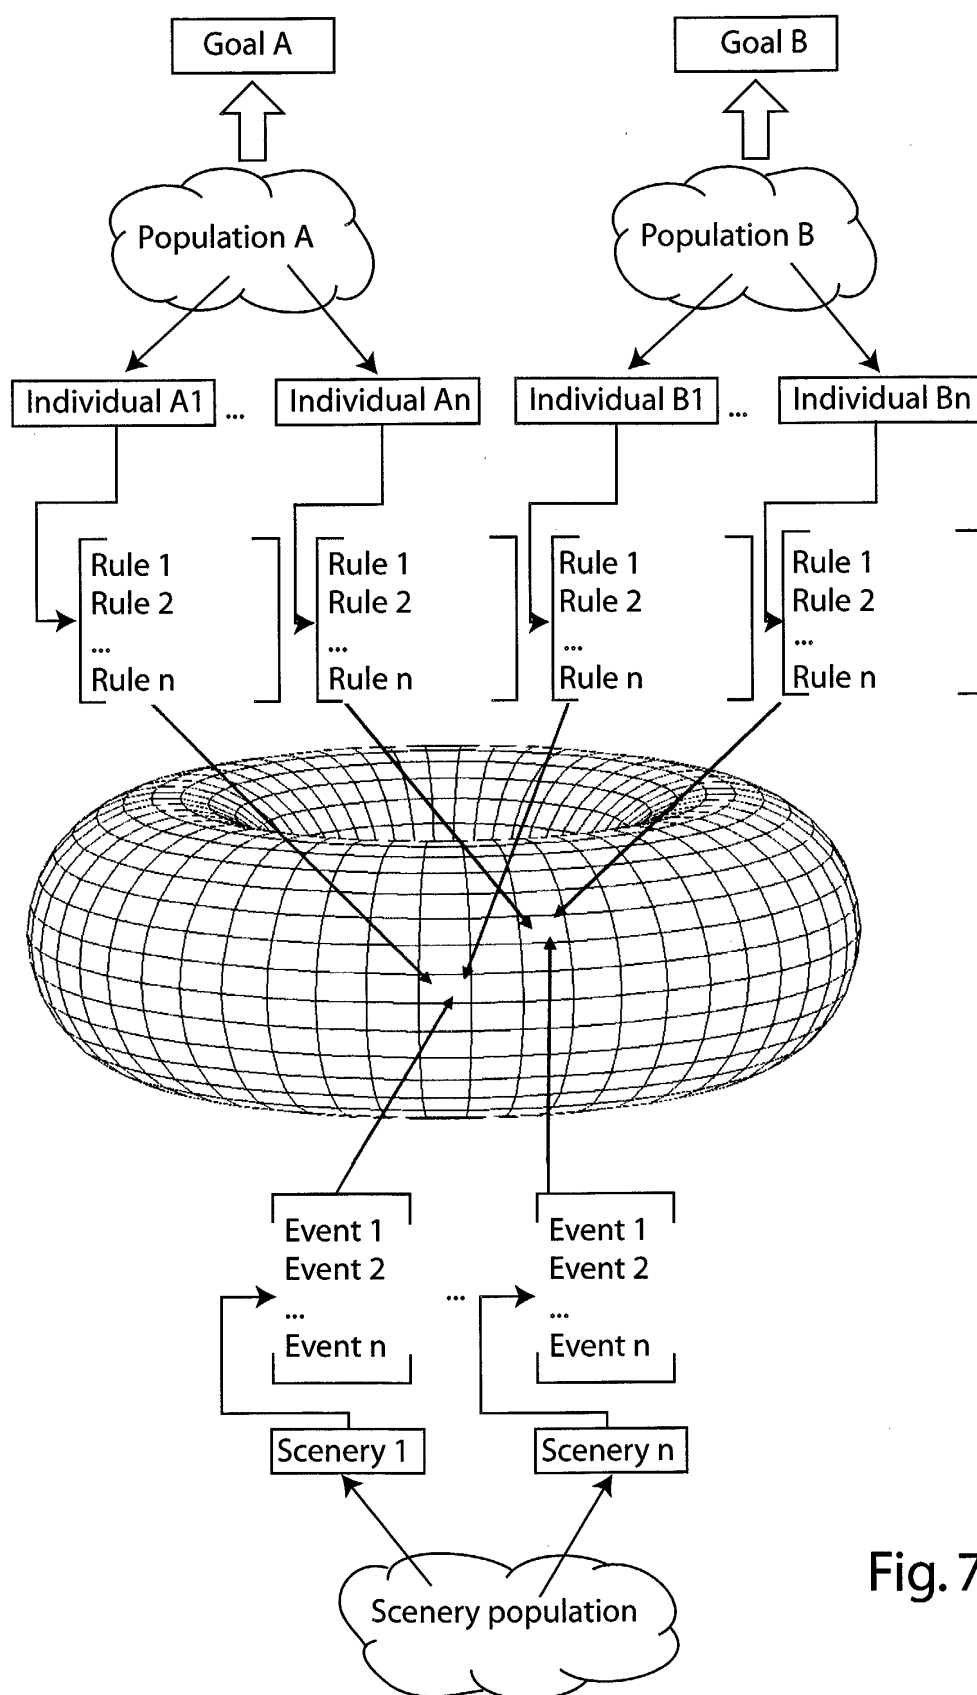 Goal A
Goal B
Population A
Population B
Individual A1
...
Individual An
Individual B1
...
Individual Bn
Rule 1
Rule 2
...
Rule n
Rule 1
Rule 2
...
Rule n
Rule 1
Rule 2
...
Rule n
Rule 1
Rule 2
...
Rule n
Event 1
Event 2
...
Event n
...
Event 1
Event 2
...
Event n
Scenery 1
Scenery n
Scenery population
Fig. 7